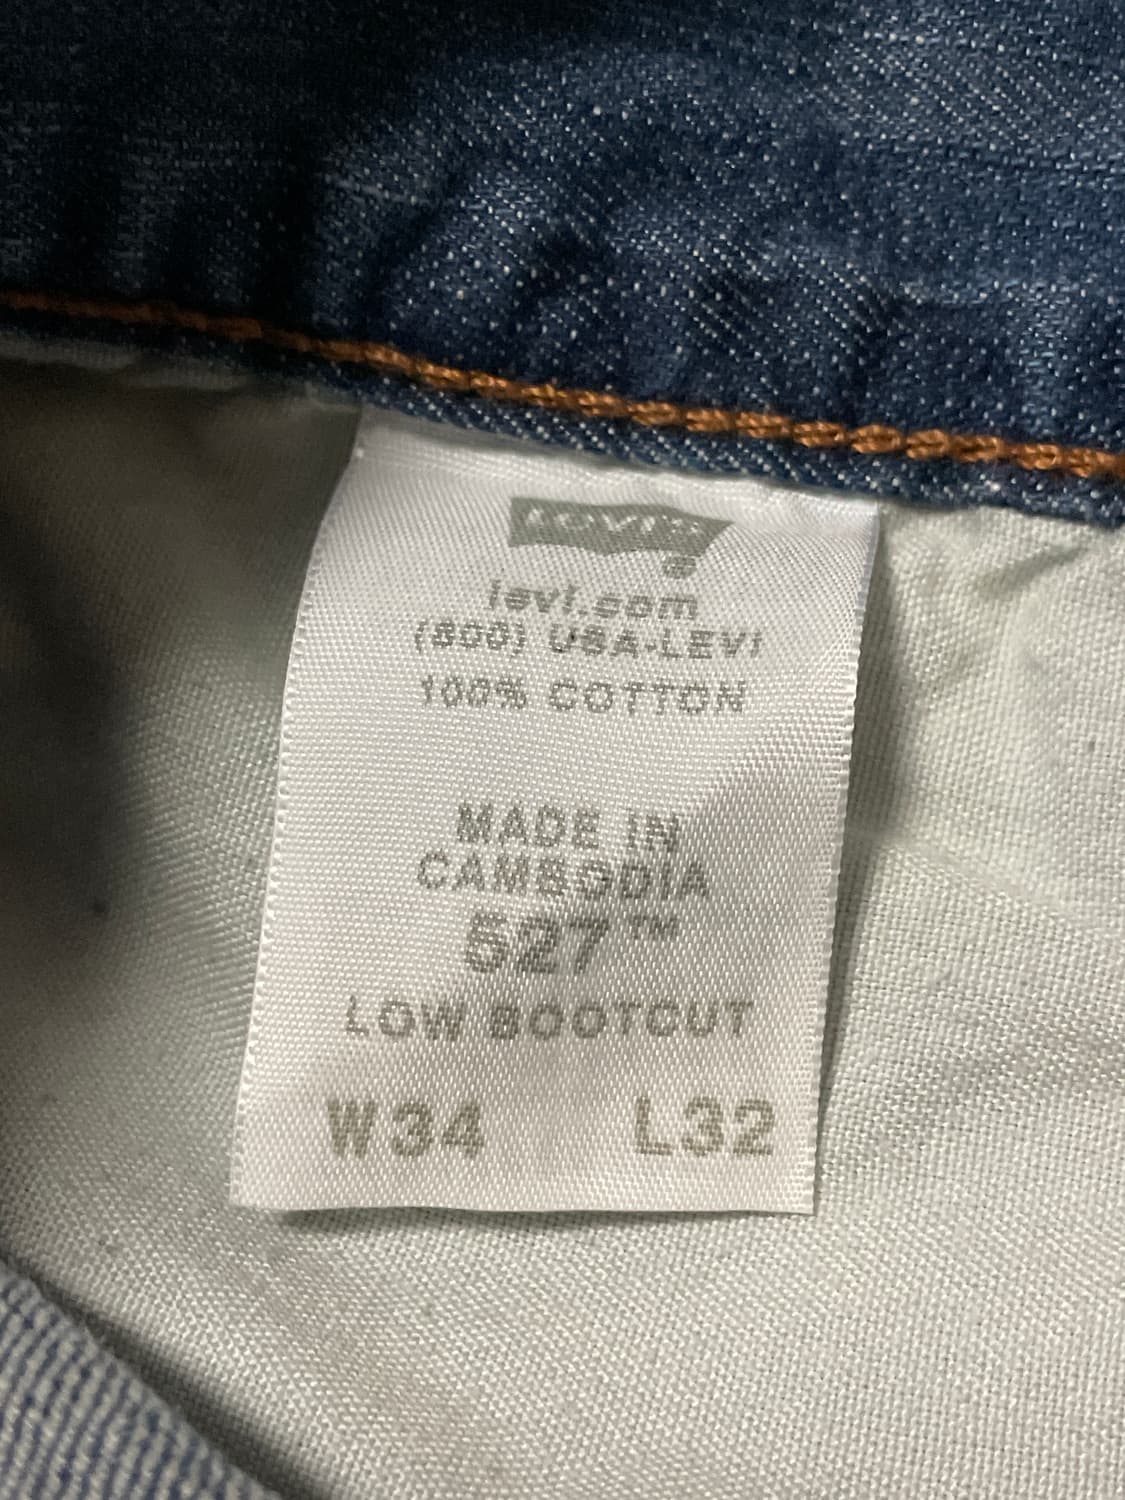 LEVI'S®
levi.com
(800) USA-LEVI
100% COTTON
MADE IN
CAMBODIA
527™
LOW BOOTCUT
W34 L32